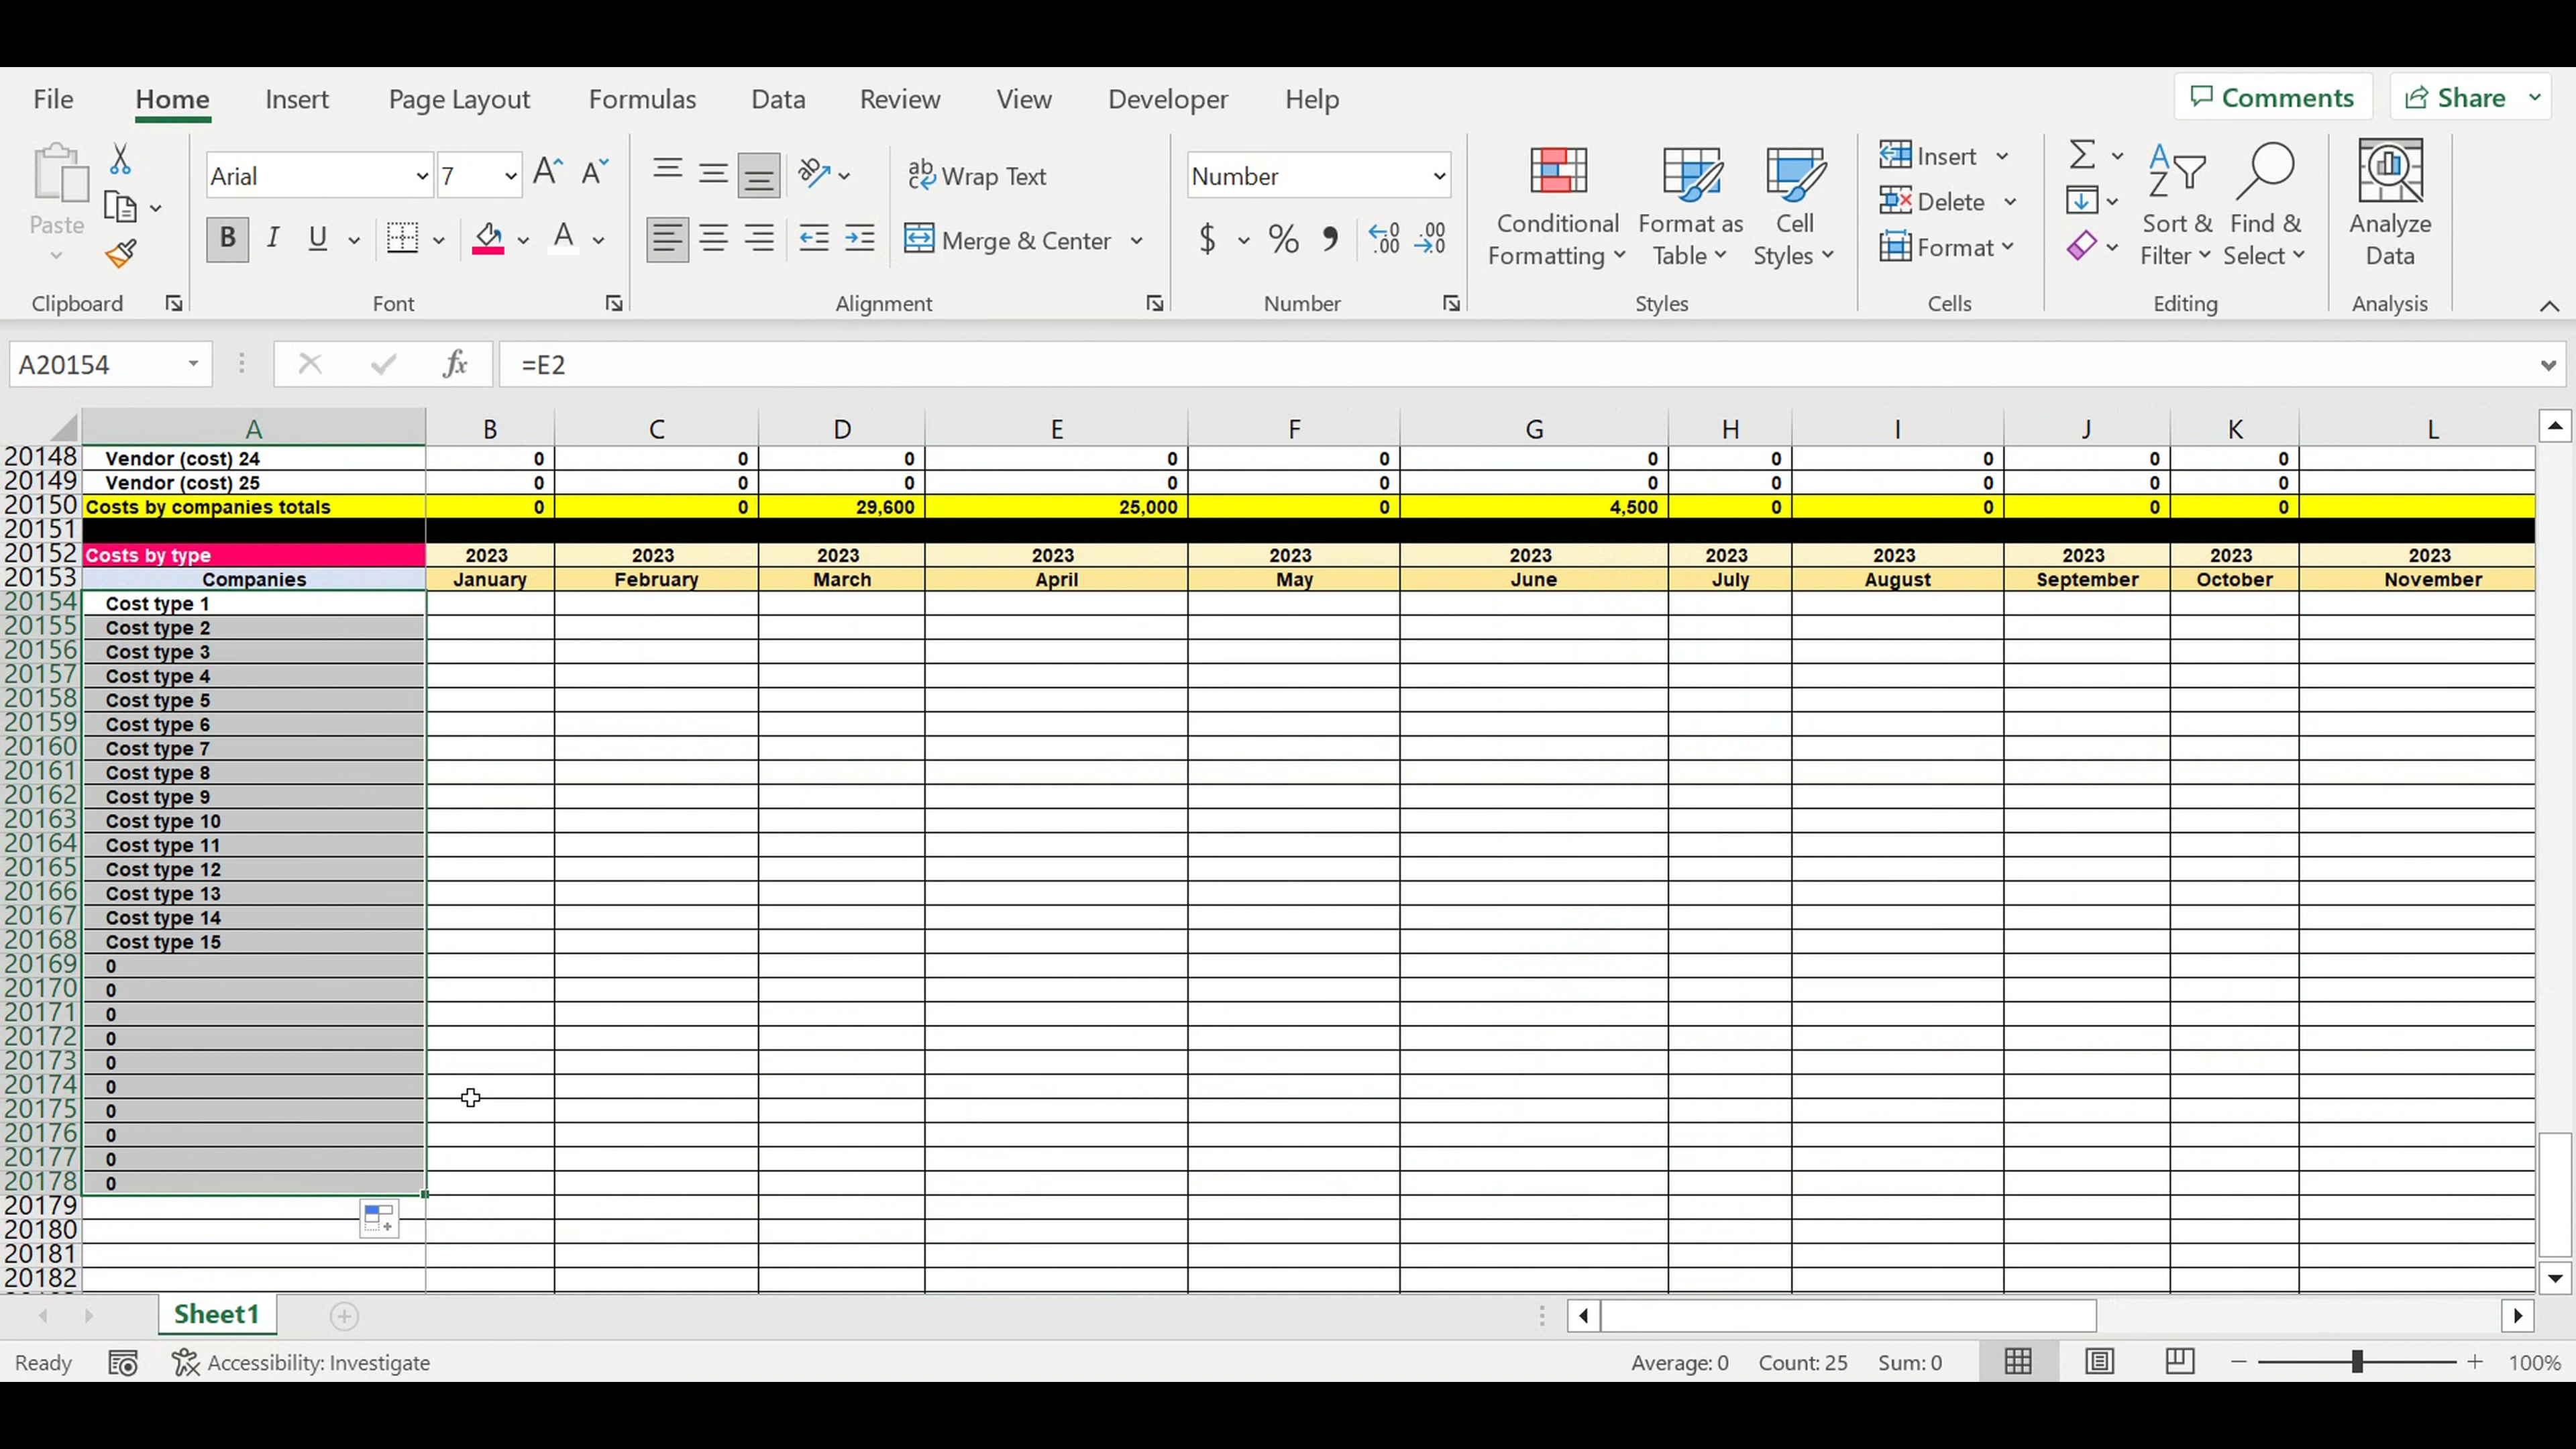 File Home Insert Page Layout Formulas Data Review View Developer Help Comments Share
Arial 7 Wrap Text Number Insert
Paste Conditional Format as Cell Delete Sort & Find & Analyze
B I U A Merge & Center $ % Formatting Table Styles Format Filter Select Data
Clipboard Font Alignment Number Styles Cells Editing Analysis
A20154 fx =E2
A B C D E F G H I J K L
20148 Vendor (cost) 24 0 0 0 0 0 0 0 0 0 0
20149 Vendor (cost) 25 0 0 0 0 0 0 0 0 0 0
20150 Costs by companies totals 0 0 29,600 25,000 0 4,500 0 0 0 0
20151
20152 Costs by type 2023 2023 2023 2023 2023 2023 2023 2023 2023 2023 2023
20153 Companies January February March April May June July August September October November
20154 Cost type 1
20155 Cost type 2
20156 Cost type 3
20157 Cost type 4
20158 Cost type 5
20159 Cost type 6
20160 Cost type 7
20161 Cost type 8
20162 Cost type 9
20163 Cost type 10
20164 Cost type 11
20165 Cost type 12
20166 Cost type 13
20167 Cost type 14
20168 Cost type 15
20169 0
20170 0
20171 0
20172 0
20173 0
20174 0
20175 0
20176 0
20177 0
20178 0
20179
20180
20181
20182
Sheet1
Ready Accessibility: Investigate Average: 0 Count: 25 Sum: 0 100%